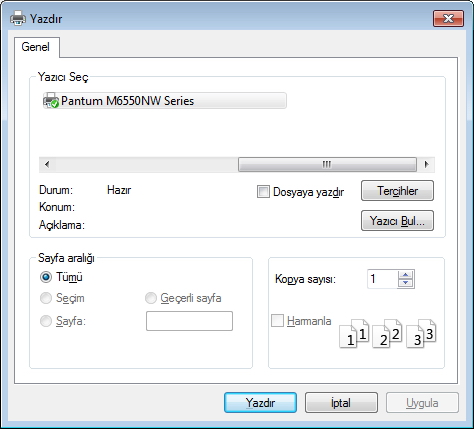 Yazdır
Genel
Yazıcı Seç
Pantum M6550NW Series
Durum: Hazır
Dosyaya yazdır
Tercihler
Konum:
Açıklama:
Yazıcı Bul...
Sayfa aralığı
Tümü
Seçim
Geçerli sayfa
Sayfa:
Kopya sayısı: 1
Harmanla
1 1 2 2 3 3
Yazdır
İptal
Uygula